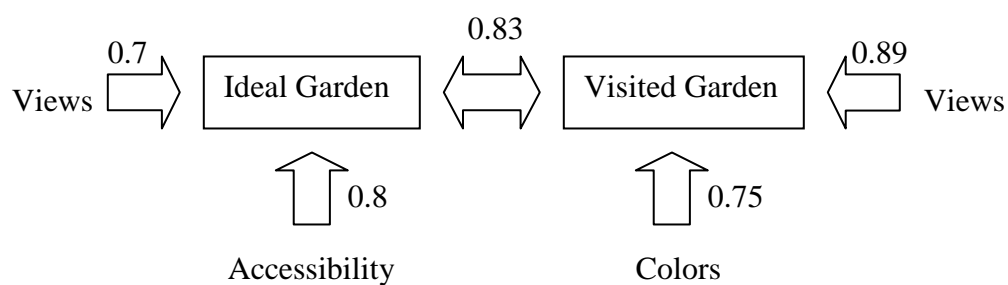 0.83
0.7
0.89
Ideal Garden
Visited Garden
Views
Views
0.8
0.75
Accessibility
Colors